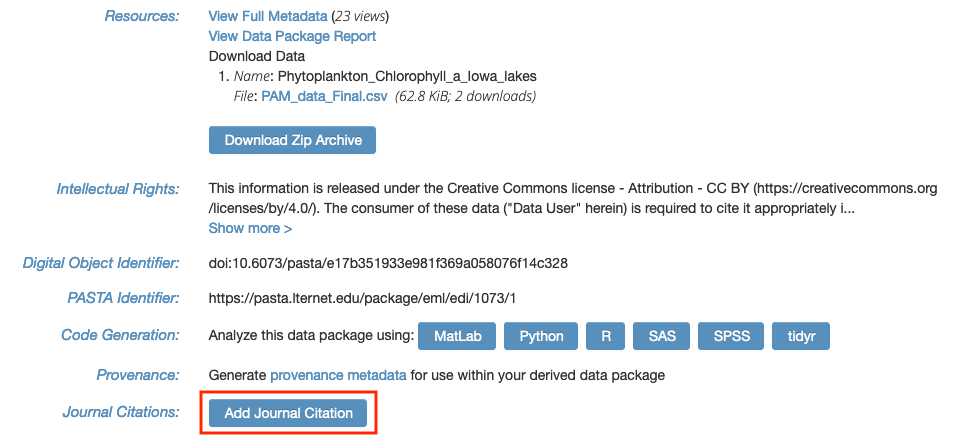 Resources: View Full Metadata (23 views)
View Data Package Report
Download Data
1. Name: Phytoplankton_Chlorophyll_a_Iowa_lakes
File: PAM_data_Final.csv (62.8 KiB; 2 downloads)
Download Zip Archive
Intellectual Rights: This information is released under the Creative Commons license - Attribution - CC BY (https://creativecommons.org
/licenses/by/4.0/). The consumer of these data ("Data User" herein) is required to cite it appropriately i...
Show more >
Digital Object Identifier: doi:10.6073/pasta/e17b351933e981f369a058076f14c328
PASTA Identifier: https://pasta.lternet.edu/package/eml/edi/1073/1
Code Generation: Analyze this data package using: MatLab Python R SAS SPSS tidyr
Provenance: Generate provenance metadata for use within your derived data package
Journal Citations: Add Journal Citation